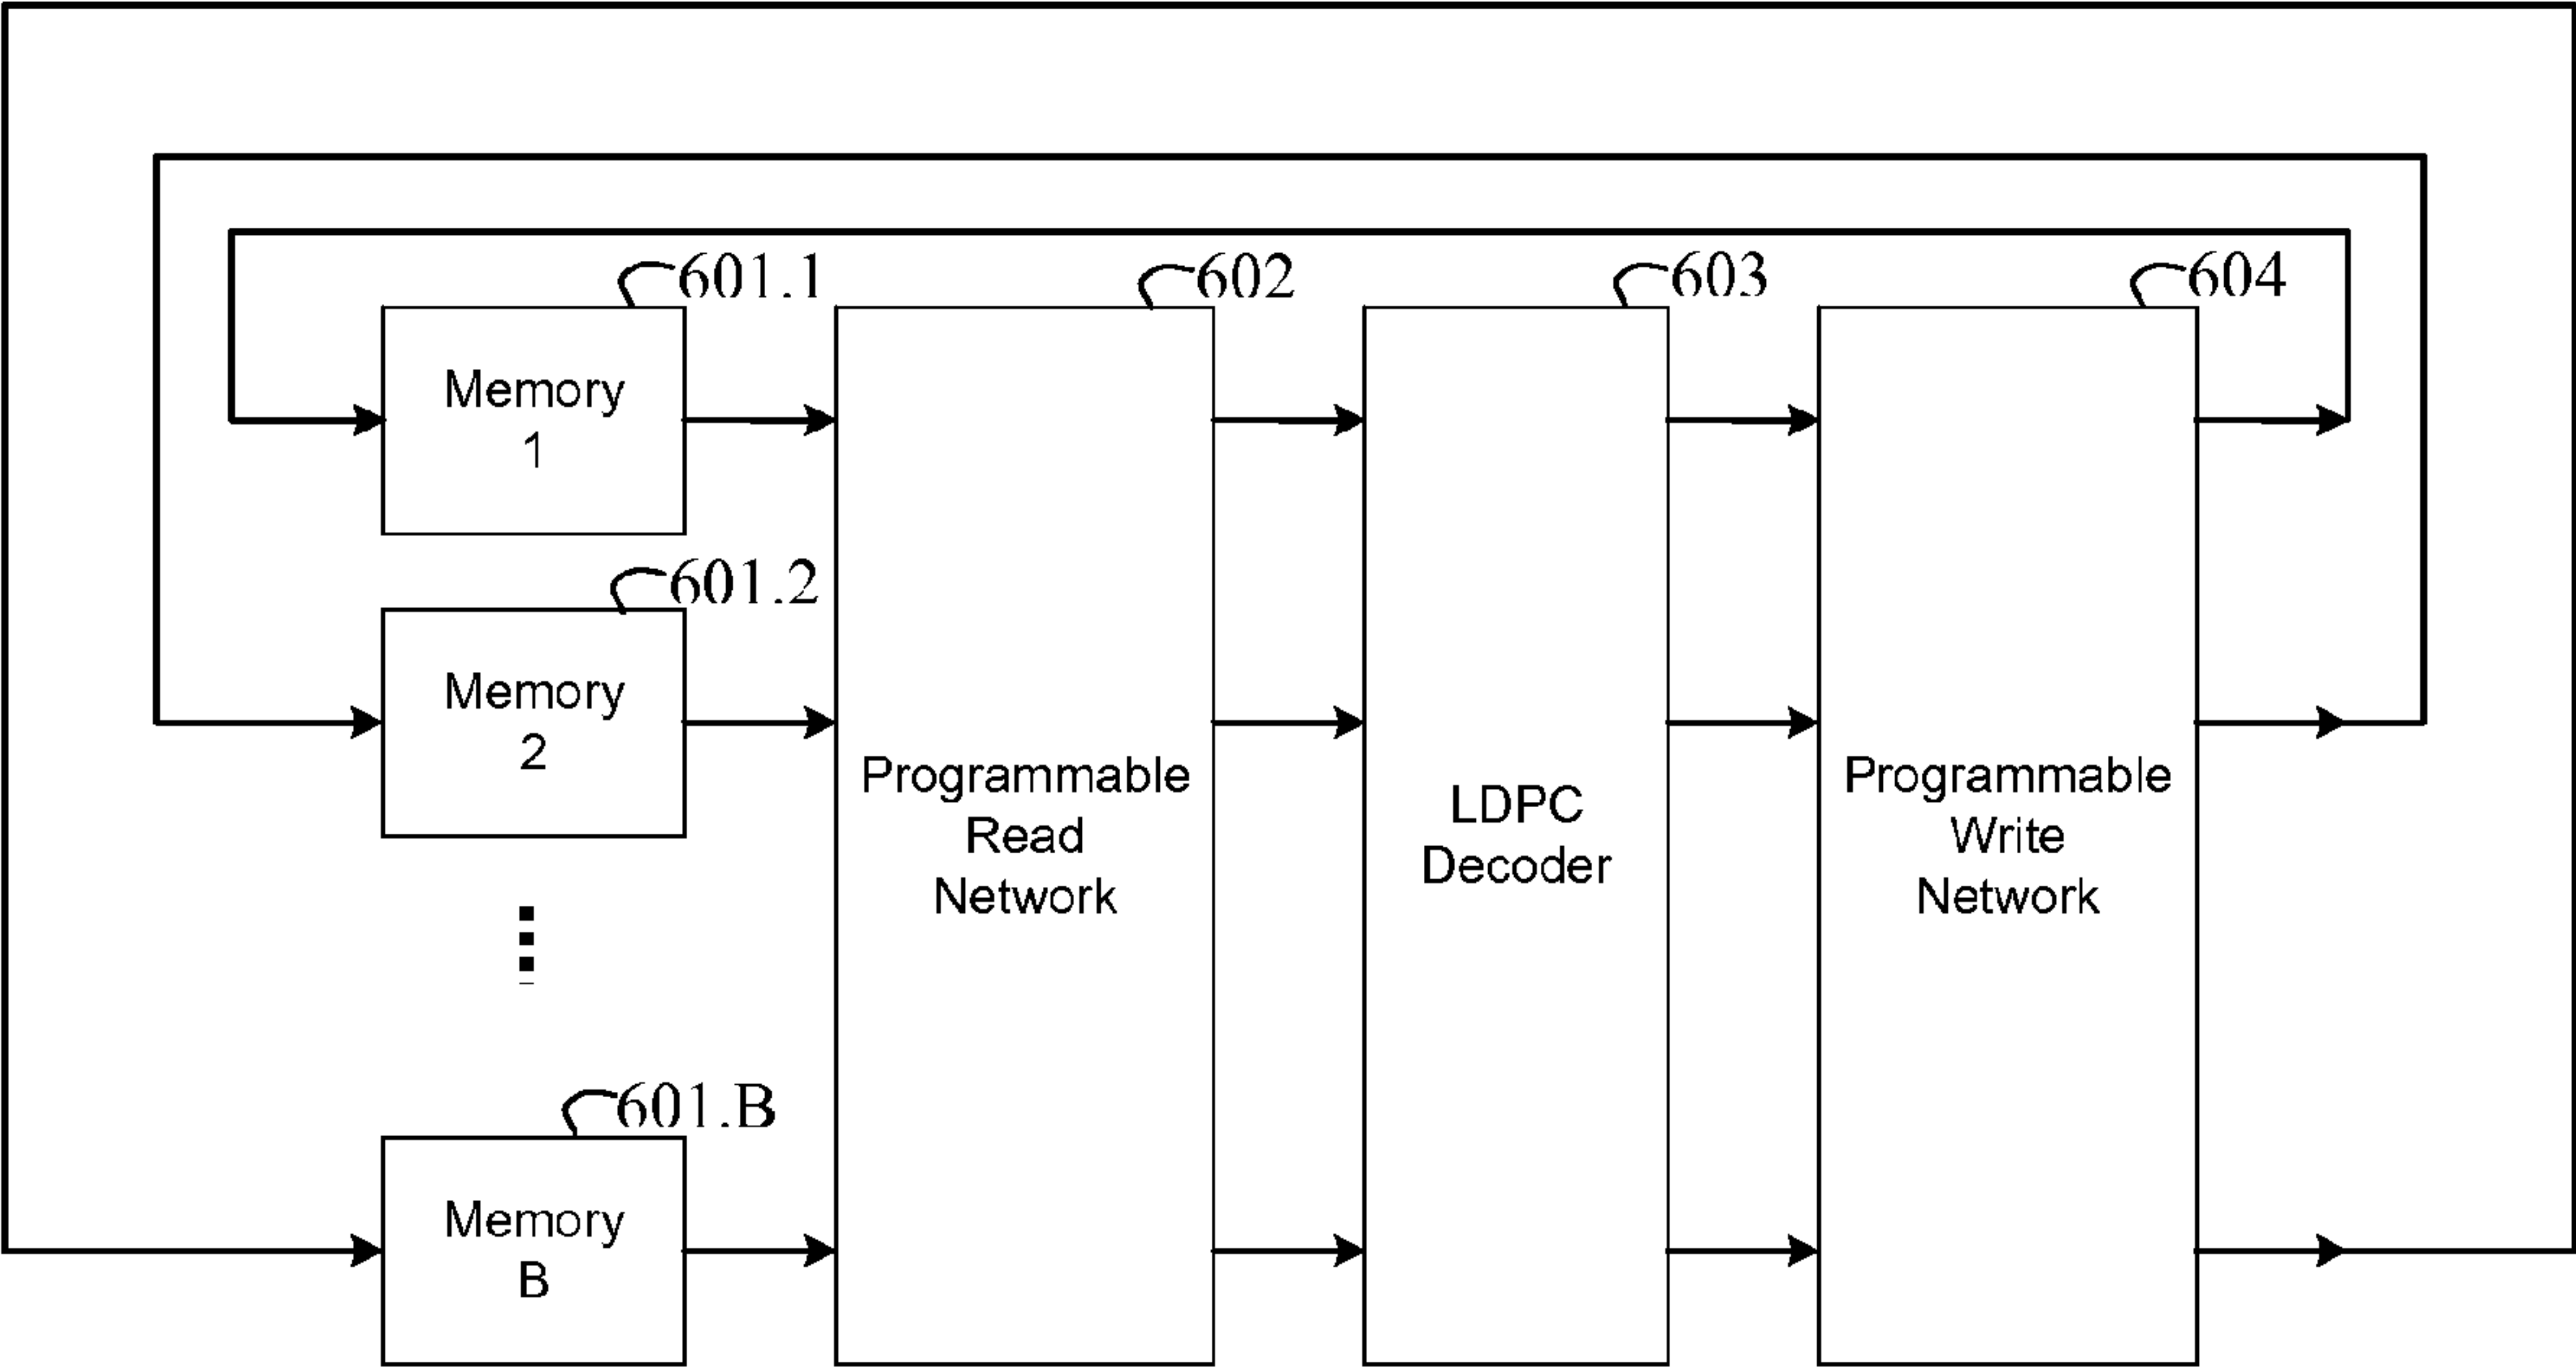 601.1
602
603
604
Memory
1
601.2
Memory
2
Programmable
Read
Network
LDPC
Decoder
Programmable
Write
Network
601.B
Memory
B